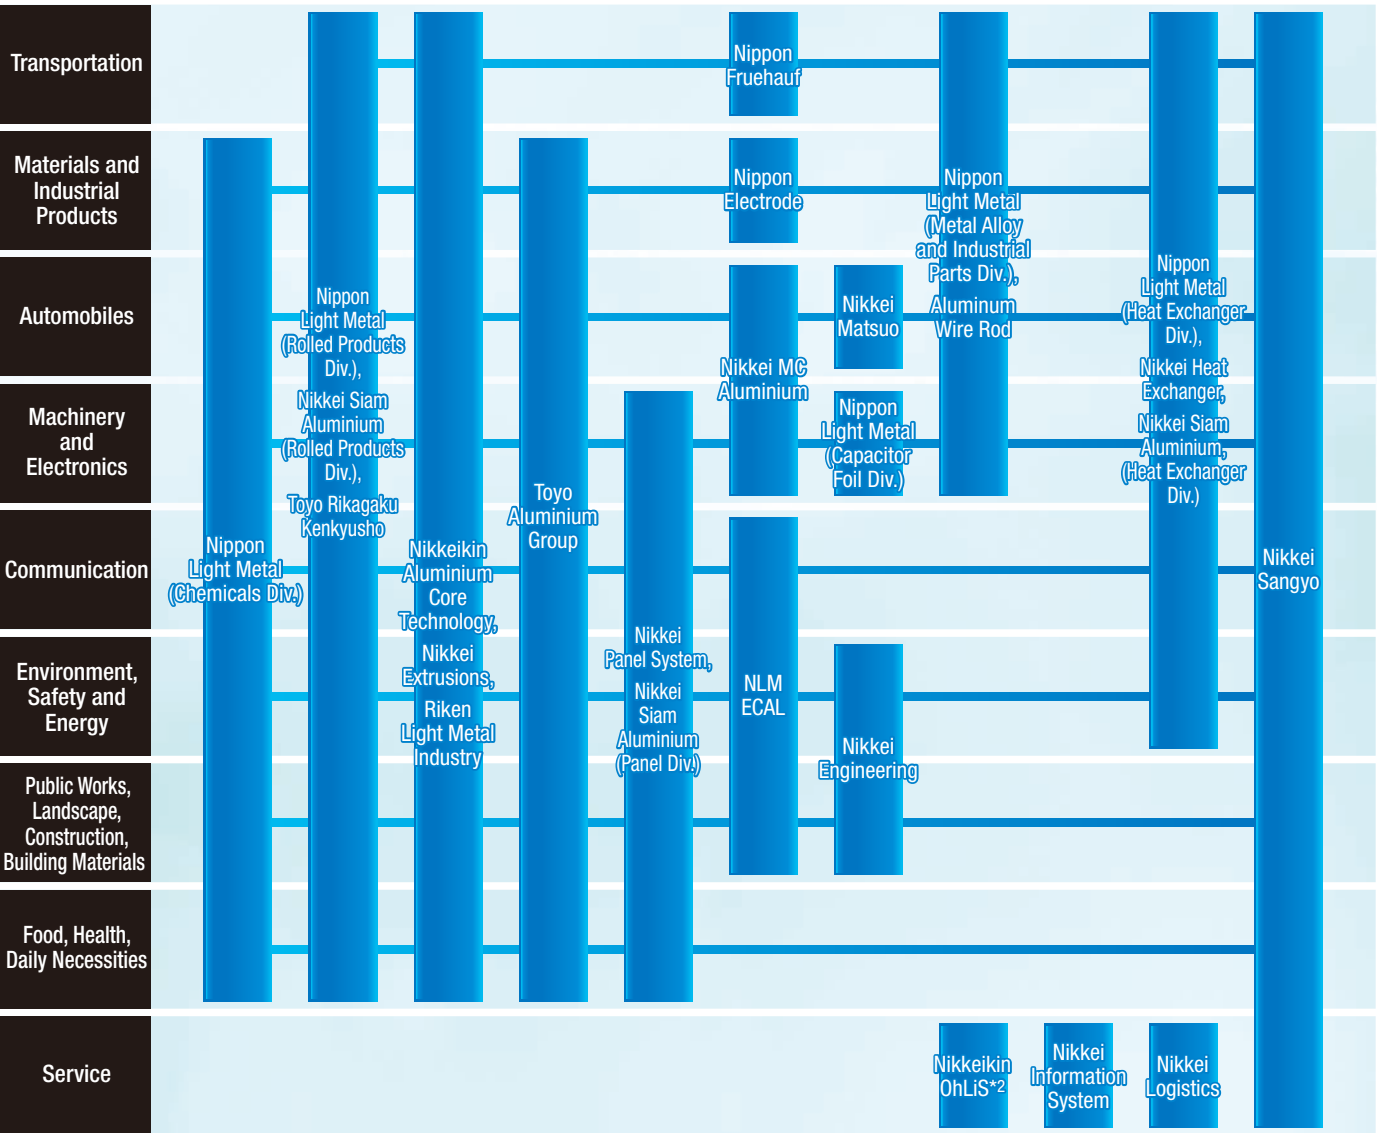 Transportation
Materials and
Industrial
Products
Automobiles
Machinery
and
Electronics
Communication
Environment,
Safety and
Energy
Public Works,
Landscape,
Construction,
Building Materials
Food, Health,
Daily Necessities
Service
Nippon
Light Metal
(Chemicals Div.)
Nippon
Light Metal
(Rolled Products
Div.),
Nikkei Siam
Aluminium
(Rolled Products
Div.),
Toyo Rikagaku
Kenkyusho
Nikkeikin
Aluminium
Core
Technology,
Nikkei
Extrusions,
Riken
Light Metal
Industry
Toyo
Aluminium
Group
Nikkei
Panel System,
Nikkei
Siam
Aluminium
(Panel Div.)
Nippon
Fruehauf
Nippon
Electrode
Nikkei MC
Aluminium
NLM
ECAL
Nikkei
Matsuo
Nippon
Light Metal
(Capacitor
Foil Div.)
Nikkei
Engineering
Nippon
Light Metal
(Metal Alloy
and Industrial
Parts Div.),
Aluminum
Wire Rod
Nikkeikin
OhLiS*2
Nikkei
Information
System
Nippon
Light Metal
(Heat Exchanger
Div.),
Nikkei Heat
Exchanger,
Nikkei Siam
Aluminium,
(Heat Exchanger
Div.)
Nikkei
Logistics
Nikkei
Sangyo